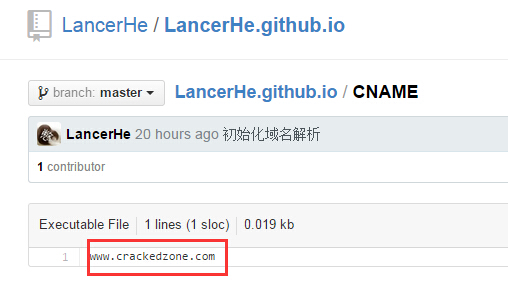 LancerHe / LancerHe.github.io
branch: master LancerHe.github.io / CNAME
LancerHe 20 hours ago 初始化域名解析
1 contributor
Executable File 1 lines (1 sloc) 0.019 kb
1 www.crackedzone.com